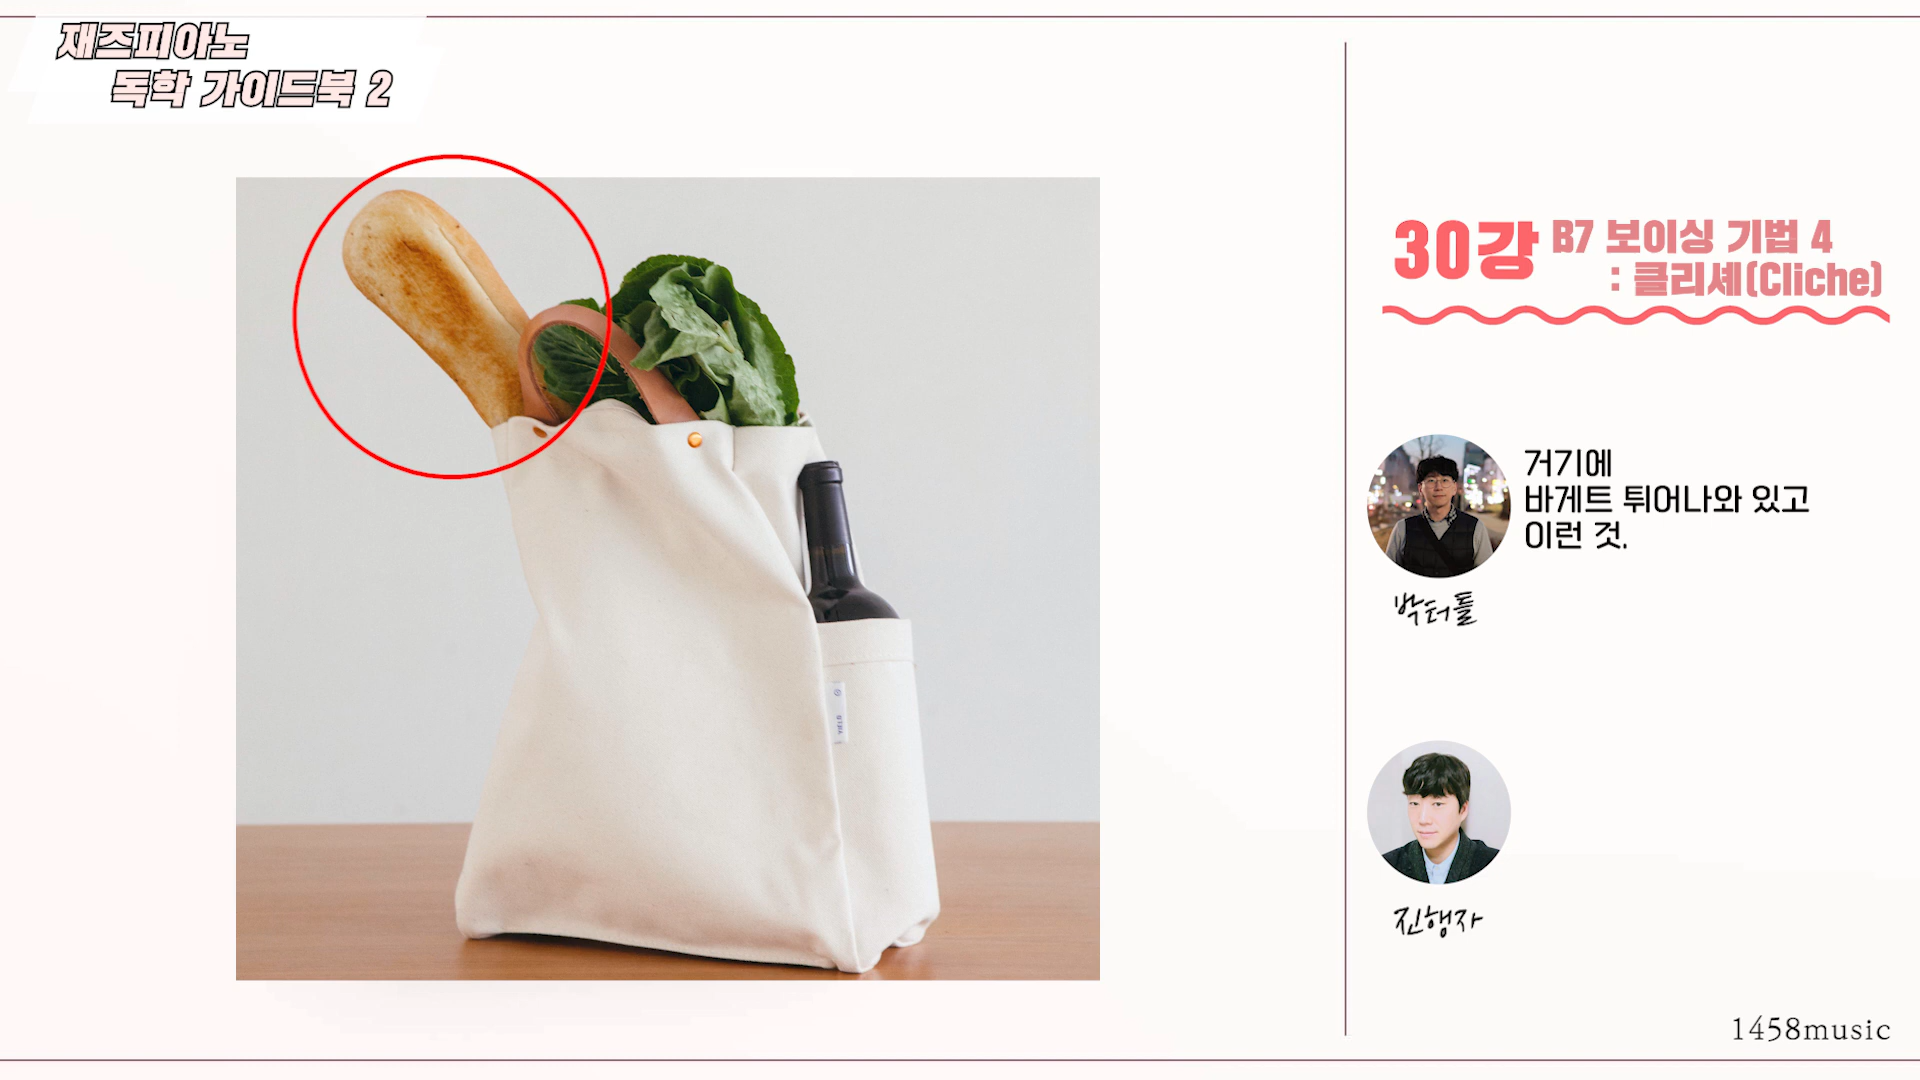 재즈피아노
독학 가이드북 2
30강 B7 보이싱 기법 4
: 클리셰(Cliche)
거기에
바게트 튀어나와 있고
이런 것.
박터틀
진행자
1458music